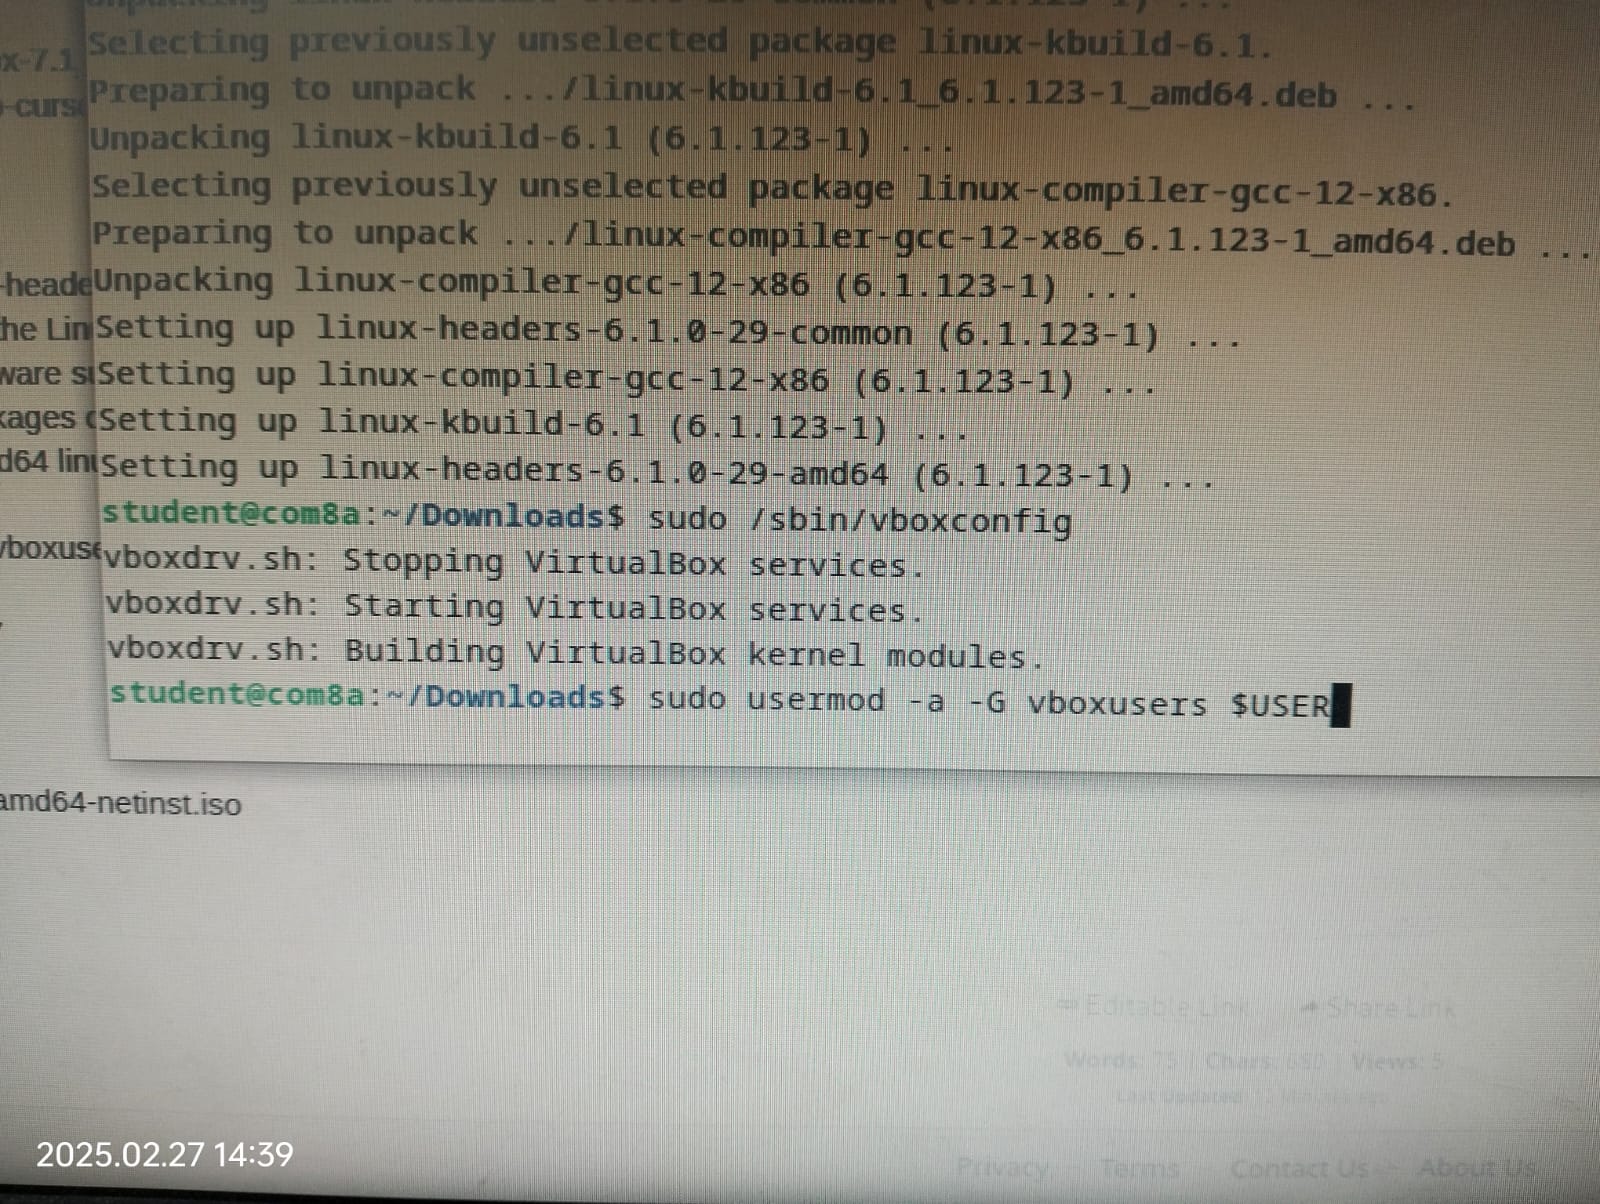 Selecting previously unselected package linux-kbuild-6.1.
x-7.1
Preparing to unpack .../linux-kbuild-6.1_6.1.123-1_amd64.deb ...
Unpacking linux-kbuild-6.1 (6.1.123-1) ...
Selecting previously unselected package linux-compiler-gcc-12-x86.
Preparing to unpack .../linux-compiler-gcc-12-x86_6.1.123-1_amd64.deb ...
Unpacking linux-compiler-gcc-12-x86 (6.1.123-1) ...
he Lin Setting up linux-headers-6.1.0-29-common (6.1.123-1) ...
ware s Setting up linux-compiler-gcc-12-x86 (6.1.123-1) ...
kages Setting up linux-kbuild-6.1 (6.1.123-1) ...
d64 lin Setting up linux-headers-6.1.0-29-amd64 (6.1.123-1) ...
student@com8a:~/Downloads$ sudo /sbin/vboxconfig
vboxdrv.sh: Stopping VirtualBox services.
vboxdrv.sh: Starting VirtualBox services.
vboxdrv.sh: Building VirtualBox kernel modules.
student@com8a:~/Downloads$ sudo usermod -a -G vboxusers $USER
amd64-netinst.iso
Editable Link Share Link
Words: 75 | Chars: | Views: 5
Last Updated
Privacy Terms Contact Us About Us
2025.02.27 14:39